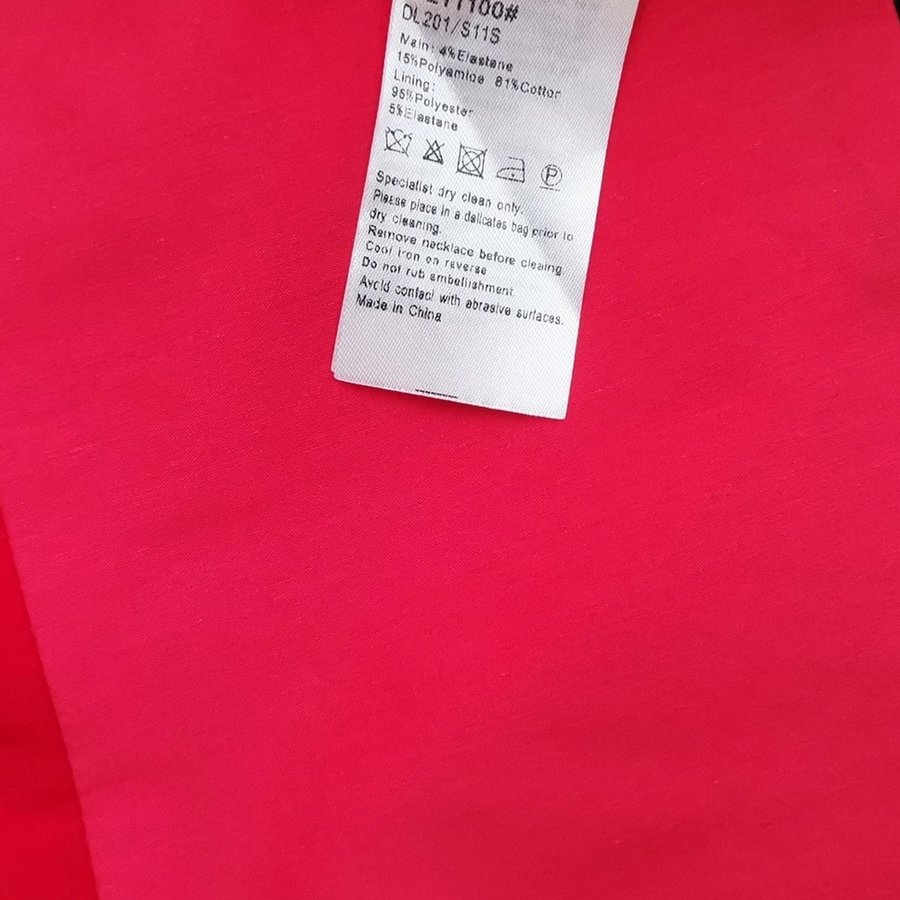 11100#
DL201/S11S
Main: 4%Elastane
15%Polyamide 81%Cotton
Lining:
95%Polyester
5%Elastane
P
Specialist dry clean only.
Please place in a delicates bag prior to
dry cleaning.
Remove necklace before cleaing.
Cool iron on reverse
Do not rub embellishment.
Avoid contact with abrasive surfaces.
Made in China